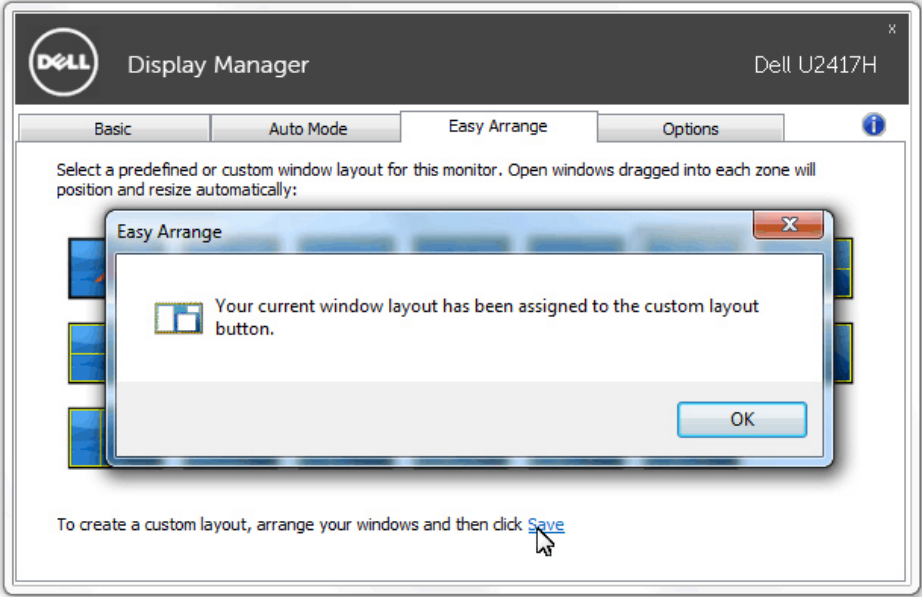 x
DELL
Display Manager
Dell U2417H
Basic
Auto Mode
Easy Arrange
Options
i
Select a predefined or custom window layout for this monitor. Open windows dragged into each zone will
position and resize automatically:
Easy Arrange
x
Your current window layout has been assigned to the custom layout
button.
OK
To create a custom layout, arrange your windows and then click Save